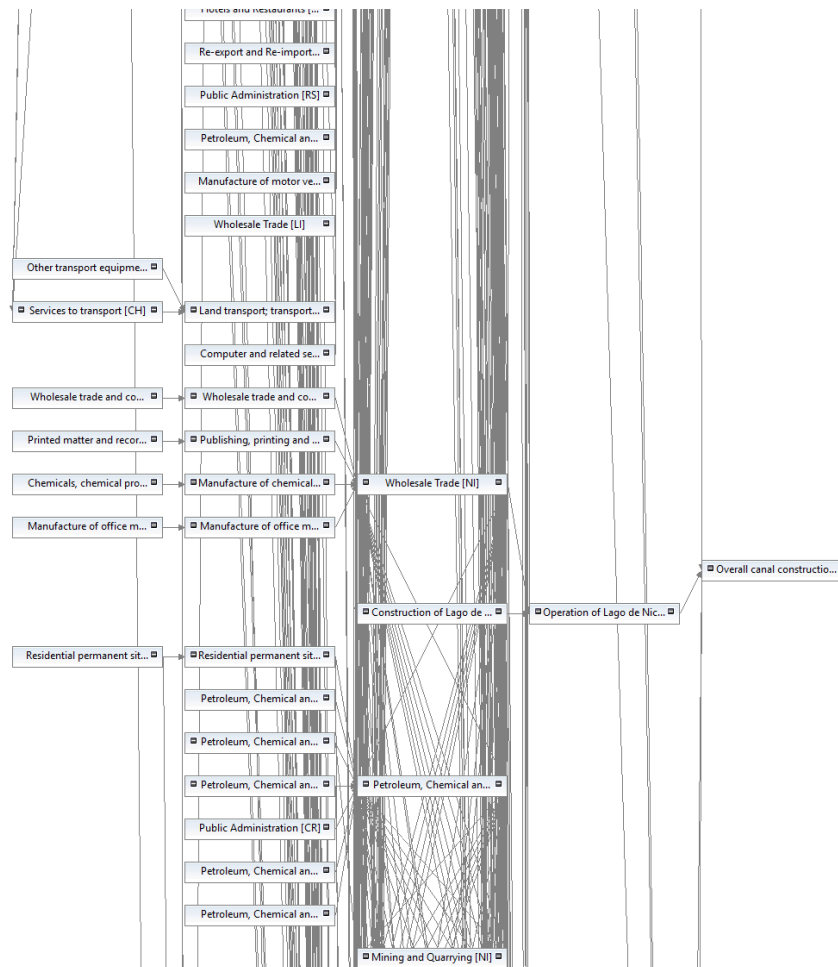 Hotels and Restaurants [...
Re-export and Re-import...
Public Administration [RS]
Petroleum, Chemical an...
Manufacture of motor ve...
Wholesale Trade [LI]
Other transport equipme...
Services to transport [CH]
Land transport; transport...
Computer and related se...
Wholesale trade and co...
Wholesale trade and co...
Printed matter and recor...
Publishing, printing and ...
Wholesale Trade [NI]
Chemicals, chemical pro...
Manufacture of chemical...
Manufacture of office m...
Manufacture of office m...
Overall canal constructio...
Construction of Lago de ...
Operation of Lago de Nic...
Residential permanent sit...
Residential permanent sit...
Petroleum, Chemical an...
Petroleum, Chemical an...
Petroleum, Chemical an...
Petroleum, Chemical an...
Public Administration [CR]
Petroleum, Chemical an...
Petroleum, Chemical an...
Mining and Quarrying [NI]